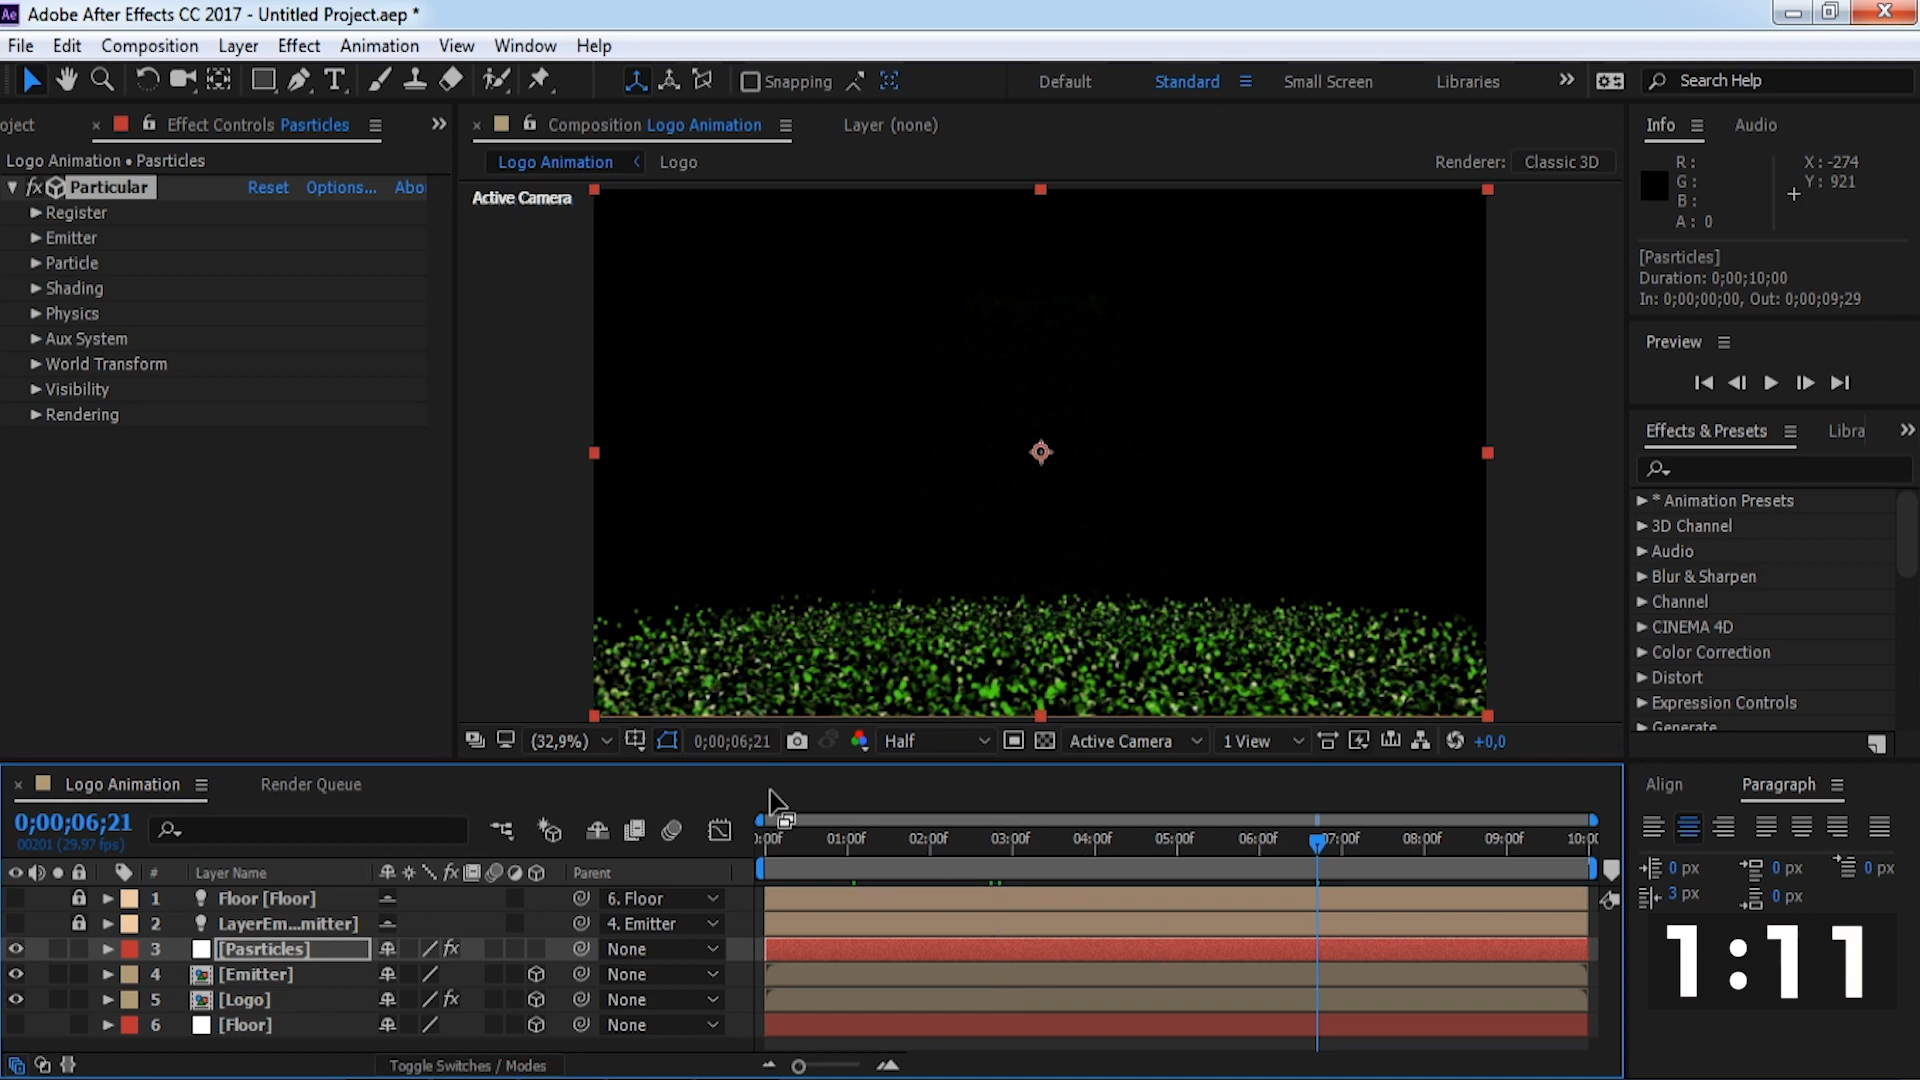 Ae Adobe After Effects CC 2017 - Untitled Project.aep *
File Edit Composition Layer Effect Animation View Window Help
Snapping
Default Standard Small Screen Libraries
Search Help
oject
Effect Controls Pasrticles
Composition Logo Animation
Layer (none)
Info
Audio
Logo Animation • Pasrticles
Logo Animation
Logo
Renderer: Classic 3D
R :
G :
B :
A : 0
X : -274
Y : 921
fx Particular Reset Options... Abo
Register
Emitter
Particle
Shading
Physics
Aux System
World Transform
Visibility
Rendering
Active Camera
[Pasrticles]
Duration: 0;00;10;00
In: 0;00;00;00, Out: 0;00;09;29
Preview
Effects & Presets
Libra
* Animation Presets
3D Channel
Audio
Blur & Sharpen
Channel
CINEMA 4D
Color Correction
Distort
Expression Controls
Generate
(32,9%)
0;00;06;21
Half
Active Camera
1 View
+0,0
Logo Animation
Render Queue
Align
Paragraph
0;00;06;21
00201 (29.97 fps)
0:00f 01:00f 02:00f 03:00f 04:00f 05:00f 06:00f 07:00f 08:00f 09:00f 10:00
0 px 0 px 0 px
3 px 0 px
# Layer Name fx Parent
1 Floor [Floor] 6. Floor
2 LayerEm...mitter] 4. Emitter
3 [Pasrticles] fx None
4 [Emitter] None
5 [Logo] fx None
6 [Floor] None
Toggle Switches / Modes
1:11